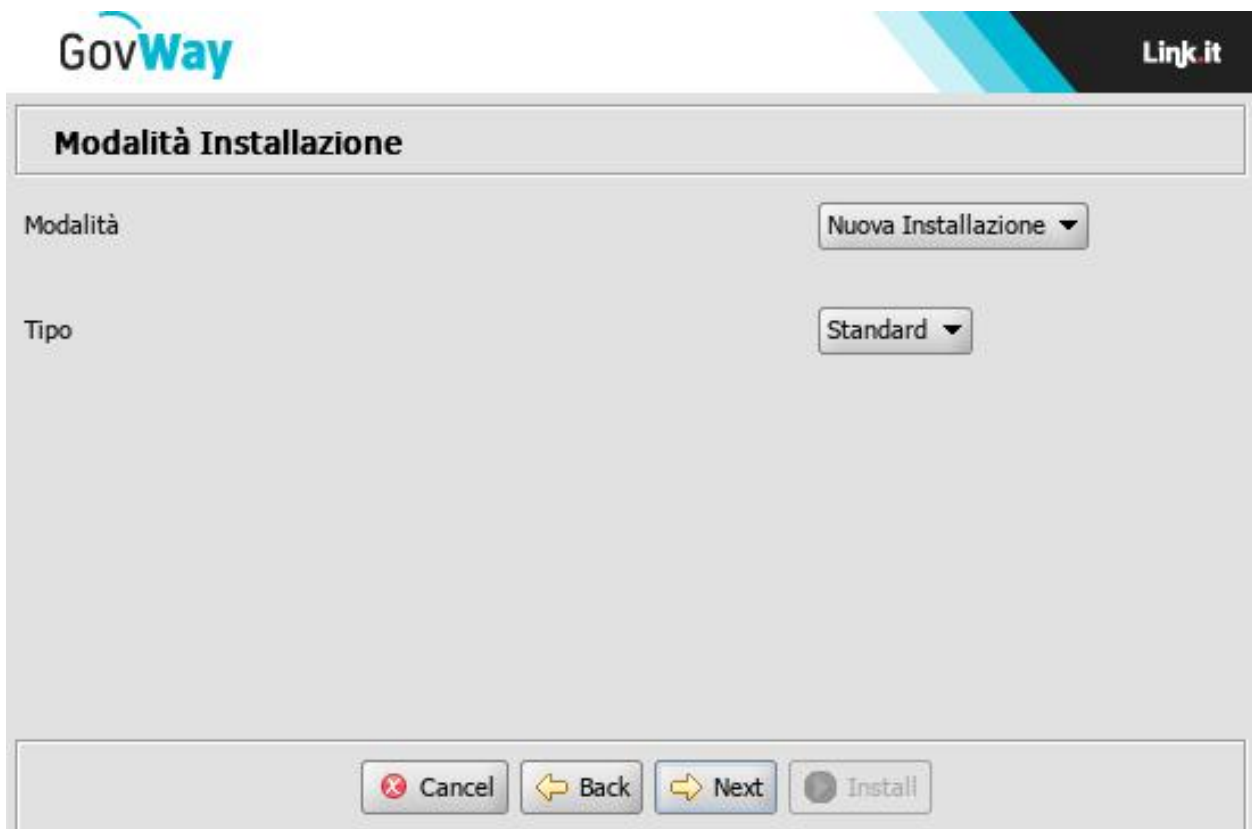 GovWay
Link.it
Modalità Installazione
Modalità
Nuova Installazione
Tipo
Standard
Cancel
Back
Next
Install